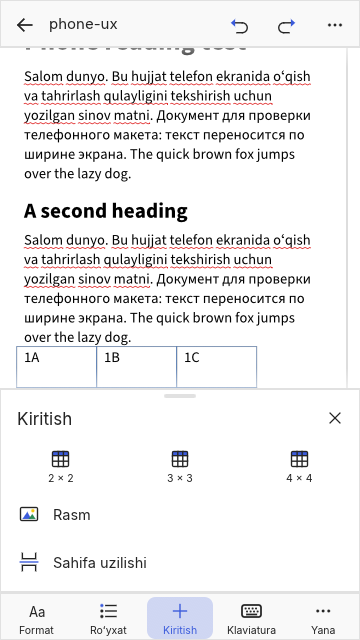 phone-ux
Phone reading test
Salom dunyo. Bu hujjat telefon ekranida oʻqish
va tahrirlash qulayligini tekshirish uchun
yozilgan sinov matni. Документ для проверки
телефонного макета: текст переносится по
ширине экрана. The quick brown fox jumps
over the lazy dog.
A second heading
Salom dunyo. Bu hujjat telefon ekranida oʻqish
va tahrirlash qulayligini tekshirish uchun
yozilgan sinov matni. Документ для проверки
телефонного макета: текст переносится по
ширине экрана. The quick brown fox jumps
over the lazy dog.
1A 1B 1C
Kiritish
2 × 2 3 × 3 4 × 4
Rasm
Sahifa uzilishi
Aa
Format Roʻyxat Kiritish Klaviatura Yana